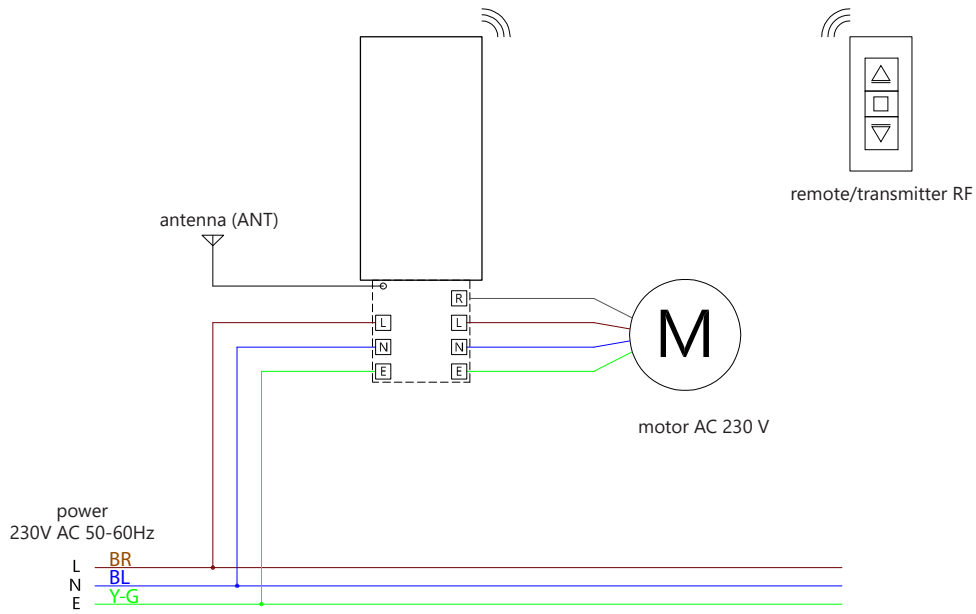 remote/transmitter RF
antenna (ANT)
R
L L
N N
E E
M
motor AC 230 V
power
230V AC 50-60Hz
L BR
N BL
E Y-G